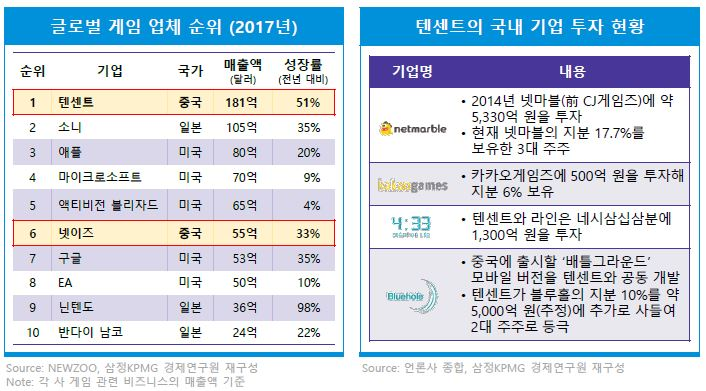 글로벌 게임 업체 순위 (2017년)
순위 기업 국가 매출액 (달러) 성장률 (전년 대비)
1 텐센트 중국 181억 51%
2 소니 일본 105억 35%
3 애플 미국 80억 20%
4 마이크로소프트 미국 70억 9%
5 액티비전 블리자드 미국 65억 4%
6 넷이즈 중국 55억 33%
7 구글 미국 53억 35%
8 EA 미국 50억 10%
9 닌텐도 일본 36억 98%
10 반다이 남코 일본 24억 22%
Source: NEWZOO, 삼정KPMG 경제연구원 재구성
Note: 각 사 게임 관련 비즈니스의 매출액 기준
텐센트의 국내 기업 투자 현황
기업명 내용
netmarble
• 2014년 넷마블(前 CJ게임즈)에 약
5,330억 원을 투자
• 현재 넷마블의 지분 17.7%를
보유한 3대 주주
kakaogames
• 카카오게임즈에 500억 원을 투자해
지분 6% 보유
4:33
• 텐센트와 라인은 네시삼십삼분에
1,300억 원을 투자
Bluehole
• 중국에 출시할 ‘배틀그라운드’
모바일 버전을 텐센트와 공동 개발
• 텐센트가 블루홀의 지분 10%를 약
5,000억 원(추정)에 추가로 사들여
2대 주주로 등극
Source: 언론사 종합, 삼정KPMG 경제연구원 재구성